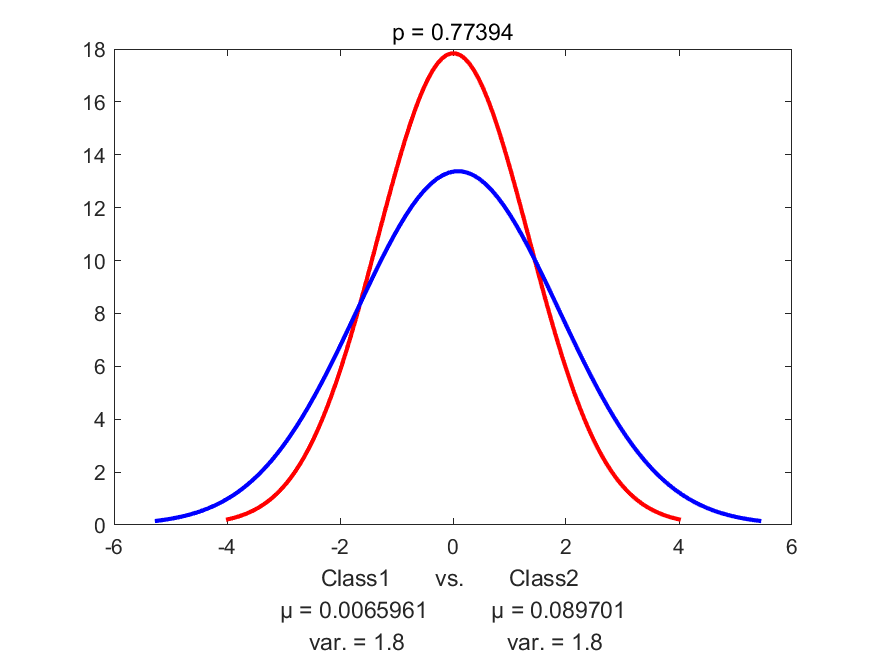 p = 0.77394
18
16
14
12
10
8
6
4
2
0
-6 -4 -2 0 2 4 6
Class1 vs. Class2
μ = 0.0065961 μ = 0.089701
var. = 1.8 var. = 1.8